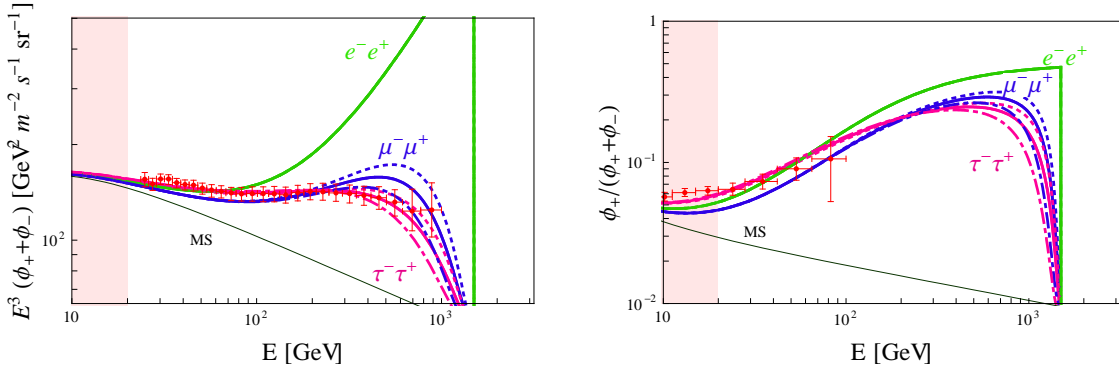 E³ (ϕ₊+ϕ₋) [GeV² m⁻² s⁻¹ sr⁻¹]
10²
e⁻e⁺
μ⁻μ⁺
MS
τ⁻τ⁺
10
10²
10³
E [GeV]
ϕ₊/(ϕ₊+ϕ₋)
1
10⁻¹
10⁻²
e⁻e⁺
μ⁻μ⁺
τ⁻τ⁺
MS
10
10²
10³
E [GeV]